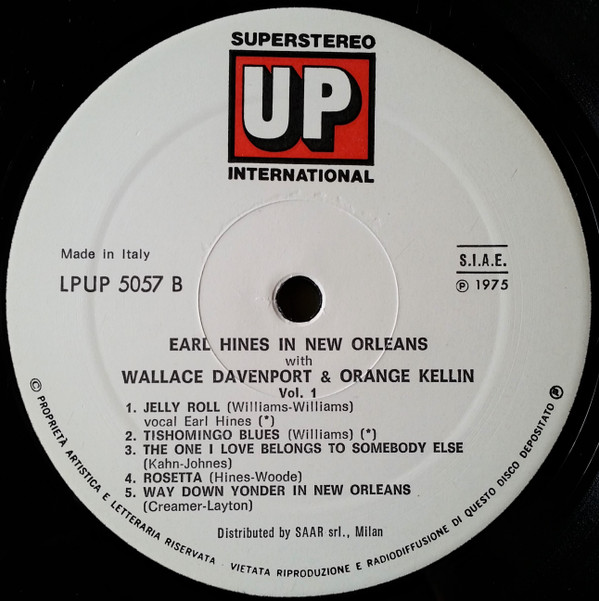 SUPERSTEREO
UP
INTERNATIONAL
Made in Italy
LPUP 5057 B
S.I.A.E.
℗ 1975
EARL HINES IN NEW ORLEANS
with
WALLACE DAVENPORT & ORANGE KELLIN
Vol. 1
1. JELLY ROLL (Williams-Williams)
vocal Earl Hines (*)
2. TISHOMINGO BLUES (Williams) (*)
3. THE ONE I LOVE BELONGS TO SOMEBODY ELSE
(Kahn-Johnes)
4. ROSETTA (Hines-Woode)
5. WAY DOWN YONDER IN NEW ORLEANS
(Creamer-Layton)
Distributed by SAAR srl., Milan
© PROPRIETÀ ARTISTICA E LETTERARIA RISERVATA - VIETATA RIPRODUZIONE E RADIODIFFUSIONE DI QUESTO DISCO DEPOSITATO ℗